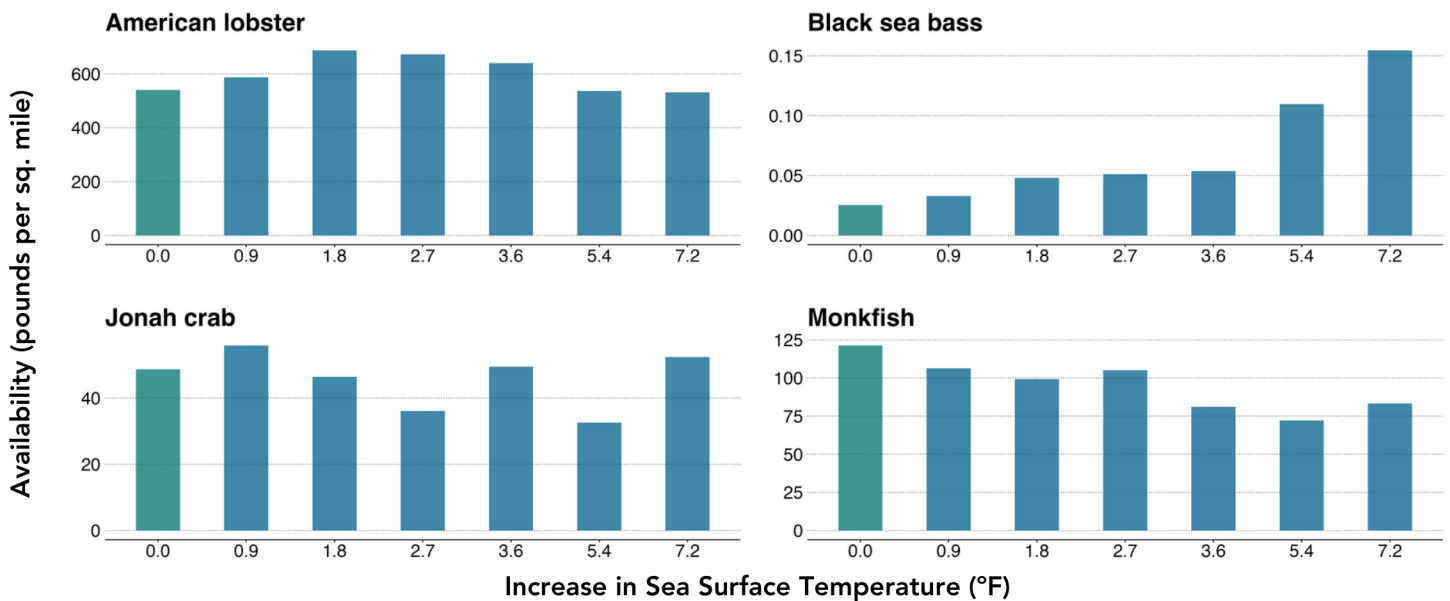 American lobster
600
400
200
0
0.0 0.9 1.8 2.7 3.6 5.4 7.2
Black sea bass
0.15
0.10
0.05
0.00
0.0 0.9 1.8 2.7 3.6 5.4 7.2
Jonah crab
40
20
0
0.0 0.9 1.8 2.7 3.6 5.4 7.2
Monkfish
125
100
75
50
25
0
0.0 0.9 1.8 2.7 3.6 5.4 7.2
Availability (pounds per sq. mile)
Increase in Sea Surface Temperature (ºF)